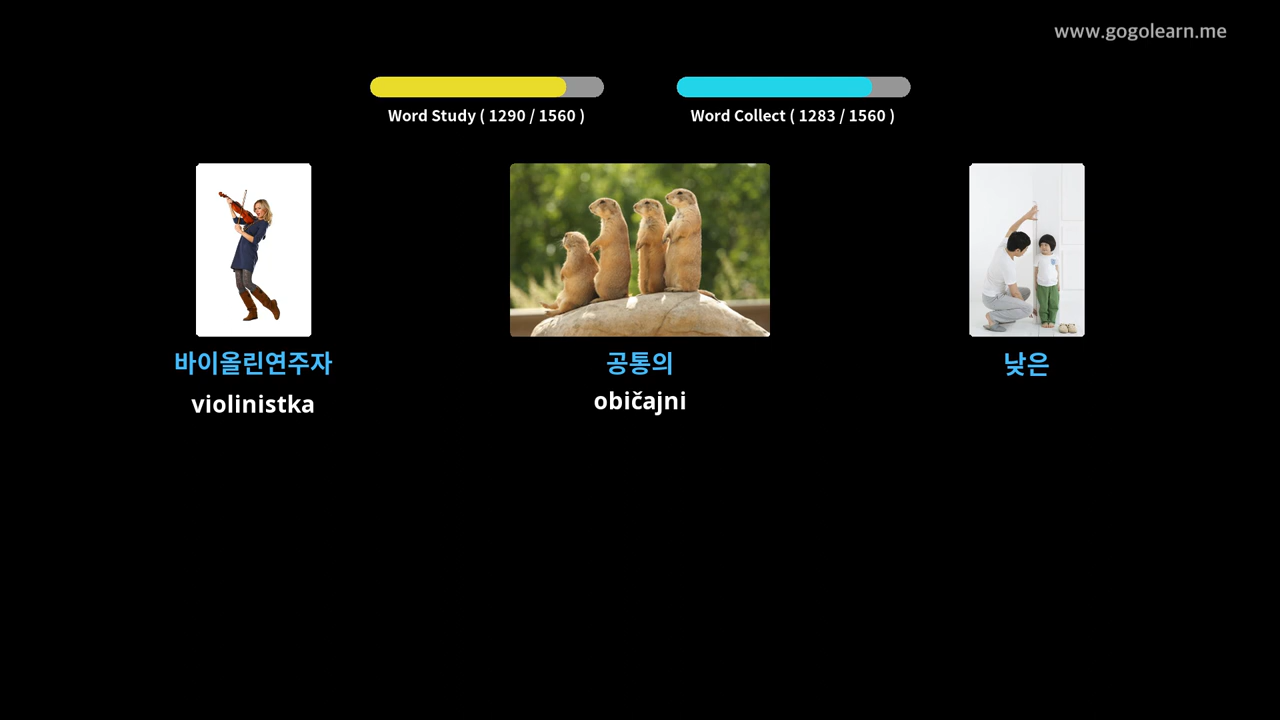 www.gogolearn.me
Word Study ( 1290 / 1560 )
Word Collect ( 1283 / 1560 )
바이올린연주자
violinistka
공통의
običajni
낮은